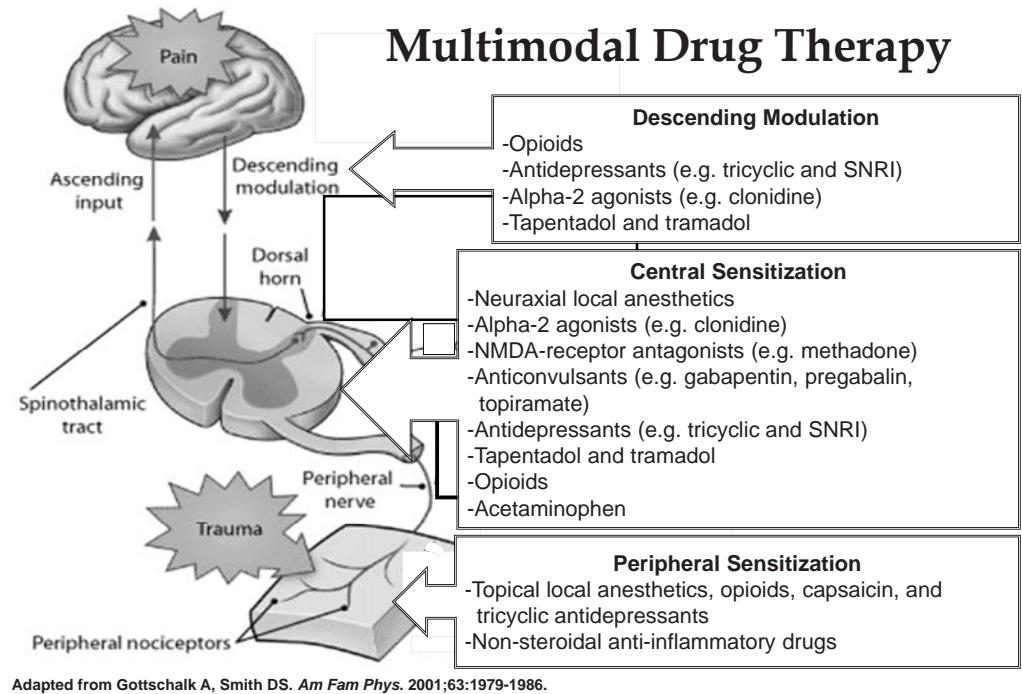 Multimodal Drug Therapy
Pain
Ascending
input
Descending
modulation
Dorsal
horn
Spinothalamic
tract
Peripheral
nerve
Trauma
Peripheral nociceptors
Descending Modulation
-Opioids
-Antidepressants (e.g. tricyclic and SNRI)
-Alpha-2 agonists (e.g. clonidine)
-Tapentadol and tramadol
Central Sensitization
-Neuraxial local anesthetics
-Alpha-2 agonists (e.g. clonidine)
-NMDA-receptor antagonists (e.g. methadone)
-Anticonvulsants (e.g. gabapentin, pregabalin,
topiramate)
-Antidepressants (e.g. tricyclic and SNRI)
-Tapentadol and tramadol
-Opioids
-Acetaminophen
Peripheral Sensitization
-Topical local anesthetics, opioids, capsaicin, and
tricyclic antidepressants
-Non-steroidal anti-inflammatory drugs
Adapted from Gottschalk A, Smith DS. Am Fam Phys. 2001;63:1979-1986.